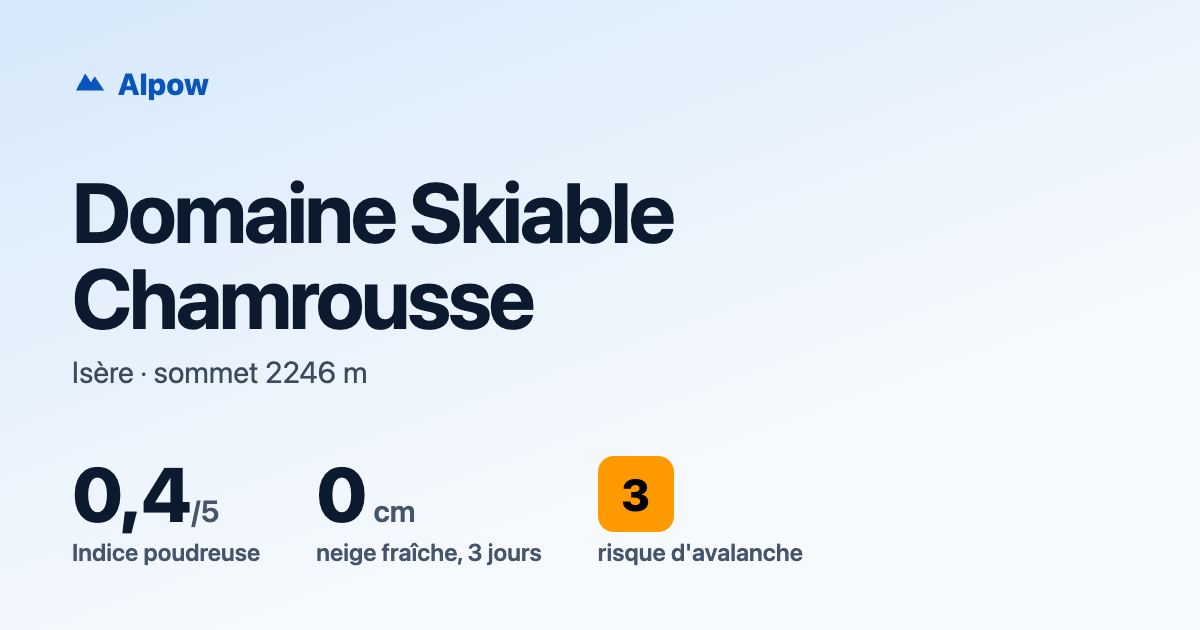 Alpow
Domaine Skiable
Chamrousse
Isère · sommet 2246 m
0,4/5
Indice poudreuse
0 cm
neige fraîche, 3 jours
3
risque d'avalanche